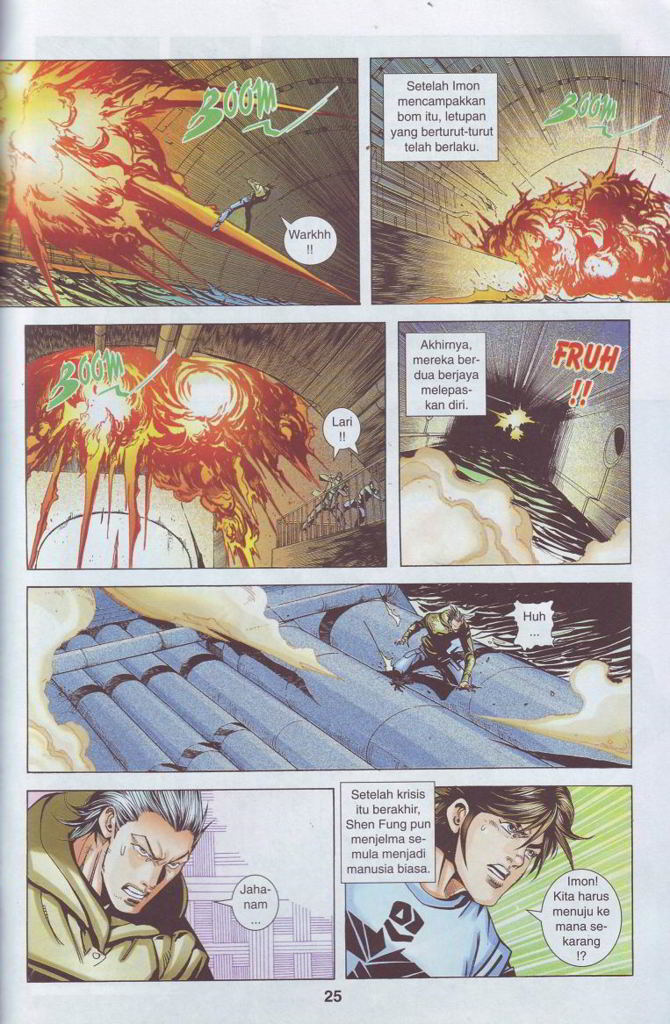 BOOM
Warkhh
!!
Setelah Imon
mencampakkan
bom itu, letupan
yang berturut-turut
telah berlaku.
BOOM
BOOM
Lari
!!
Akhirnya,
mereka ber-
dua berjaya
melepas-
kan diri.
FRUH
!!
Huh
...
Jaha-
nam
...
Setelah krisis
itu berakhir,
Shen Fung pun
menjelma se-
mula menjadi
manusia biasa.
Imon!
Kita harus
menuju ke
mana se-
karang
!?
25